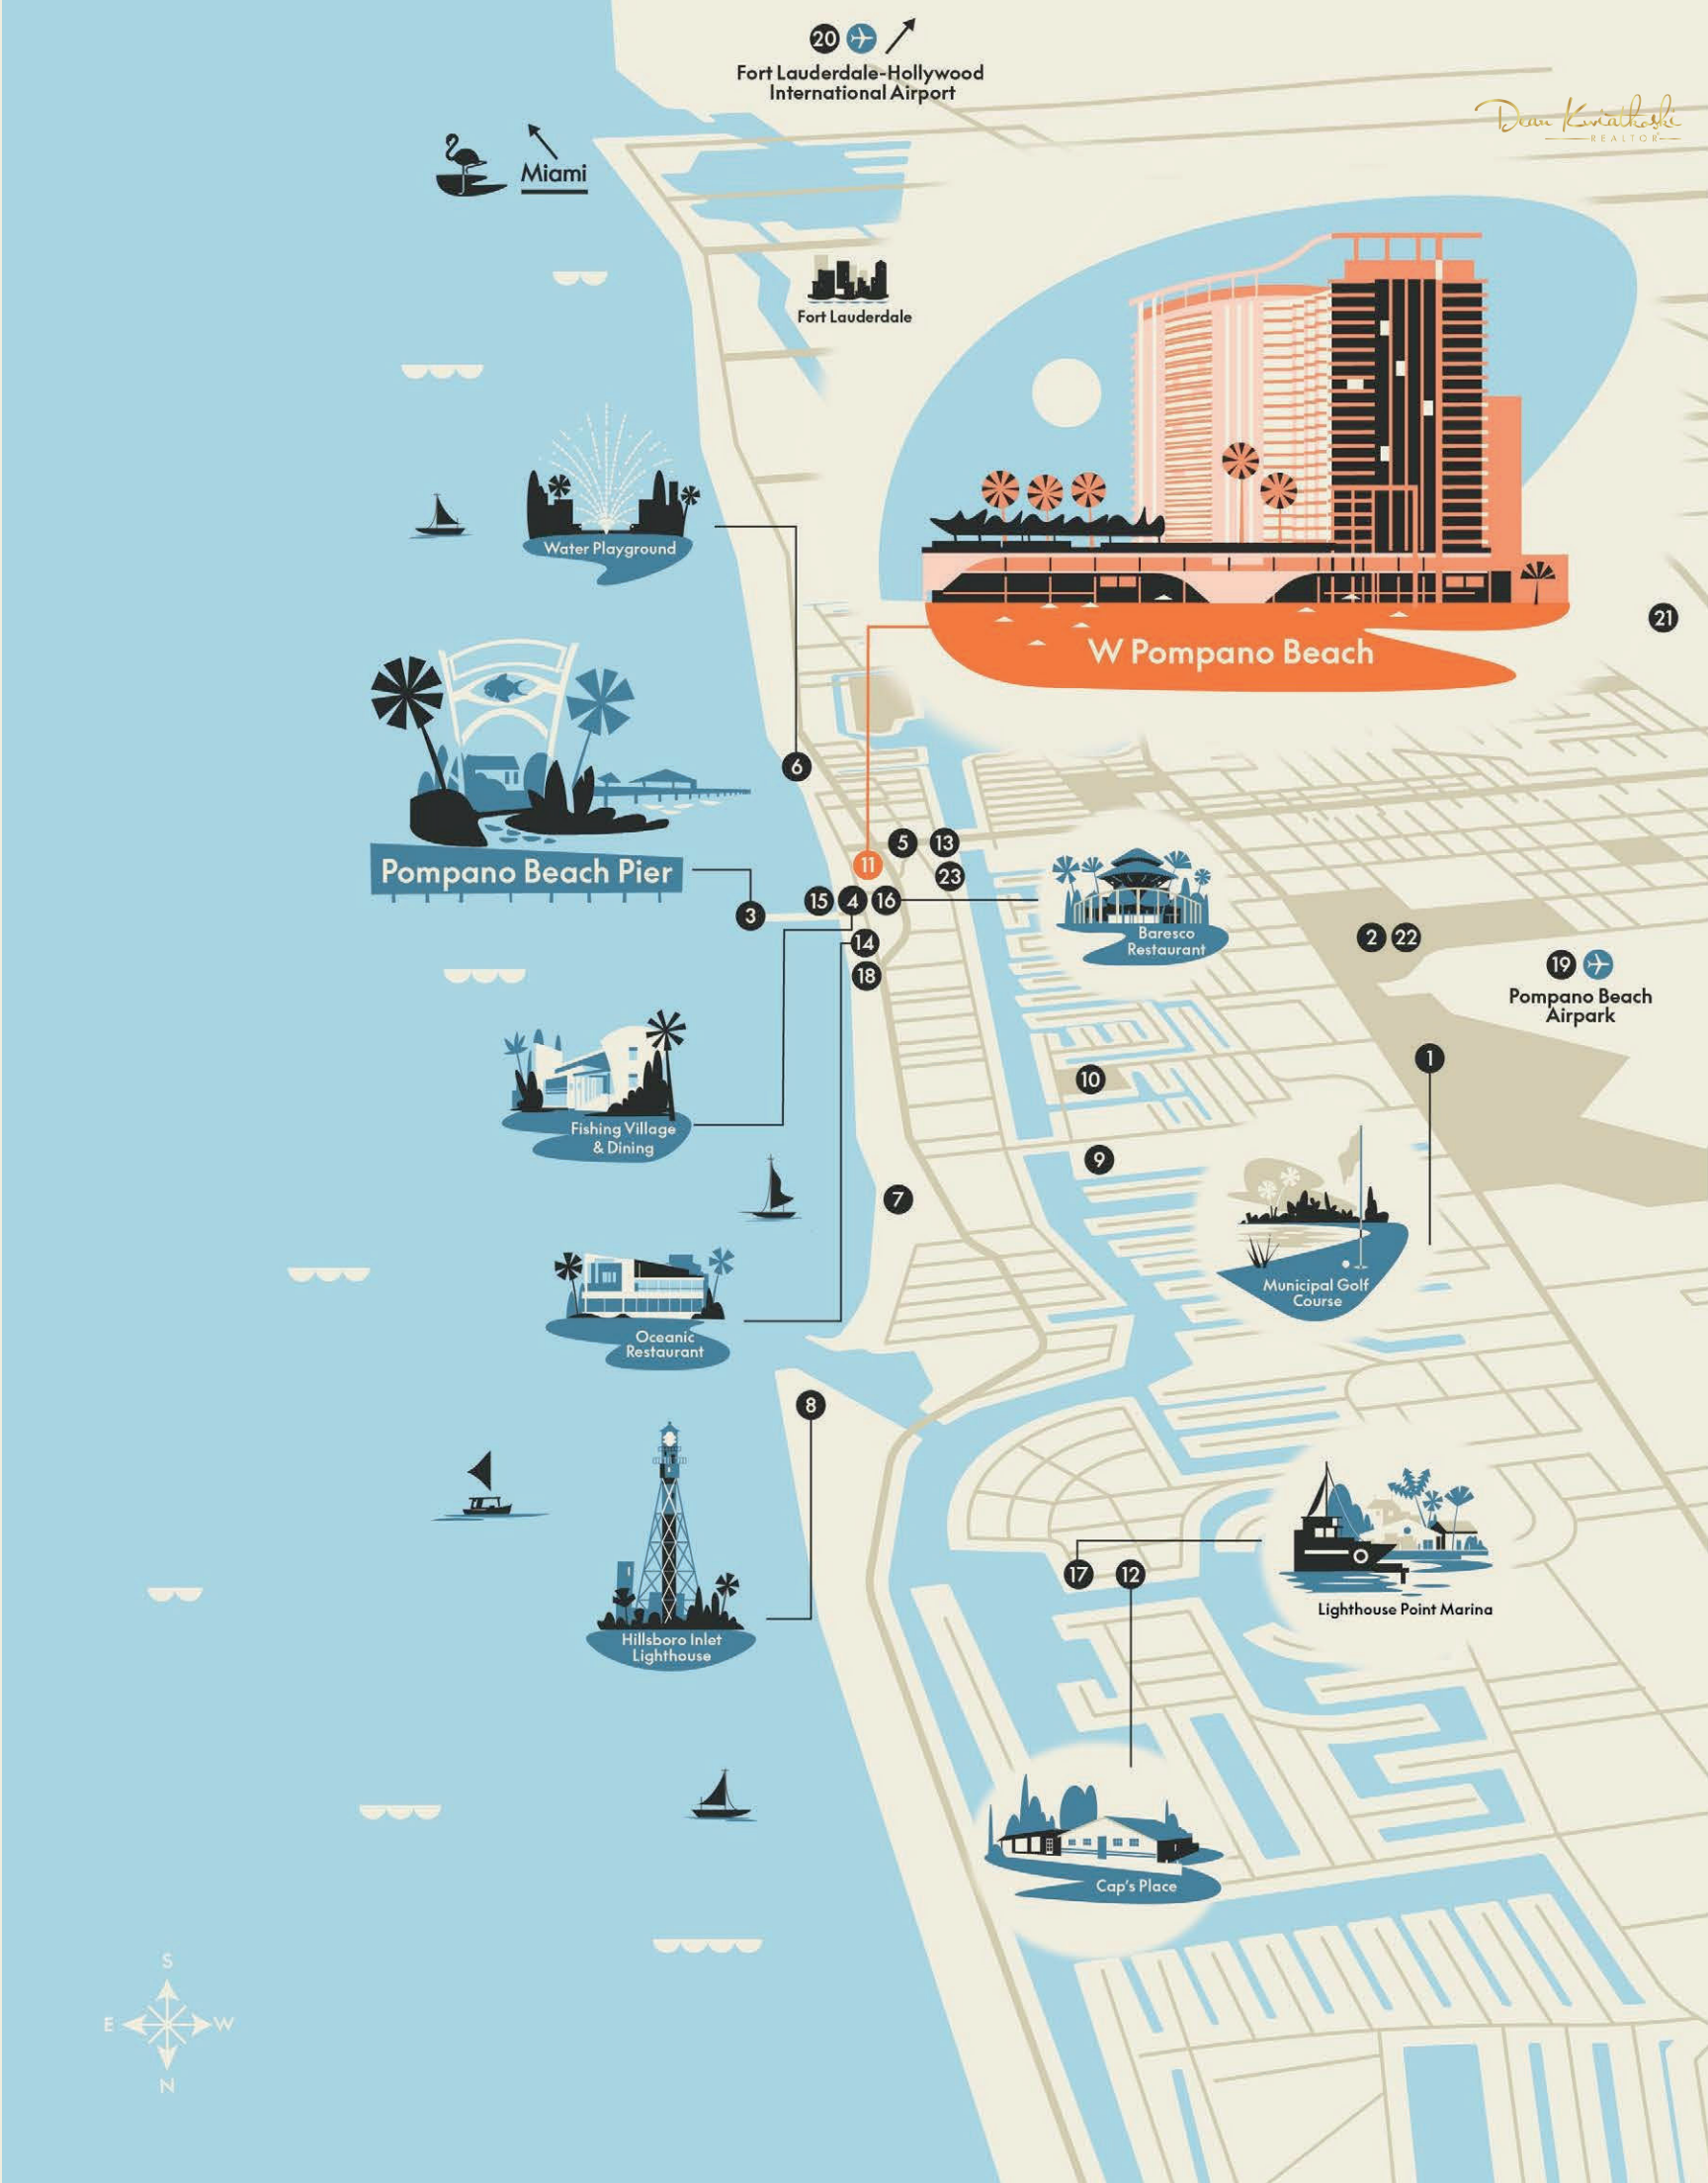 20
Fort Lauderdale-Hollywood
International Airport
Dean Kwiatkoski
REALTOR
Miami
Fort Lauderdale
Water Playground
W Pompano Beach
21
6
Pompano Beach Pier
5 13
11
23
3
15 4 16
Baresco
Restaurant
14
18
2 22
19
Pompano Beach
Airpark
1
10
Fishing Village
& Dining
9
7
Municipal Golf
Course
Oceanic
Restaurant
8
17 12
Lighthouse Point Marina
Hillsboro Inlet
Lighthouse
Cap's Place
S
E W
N